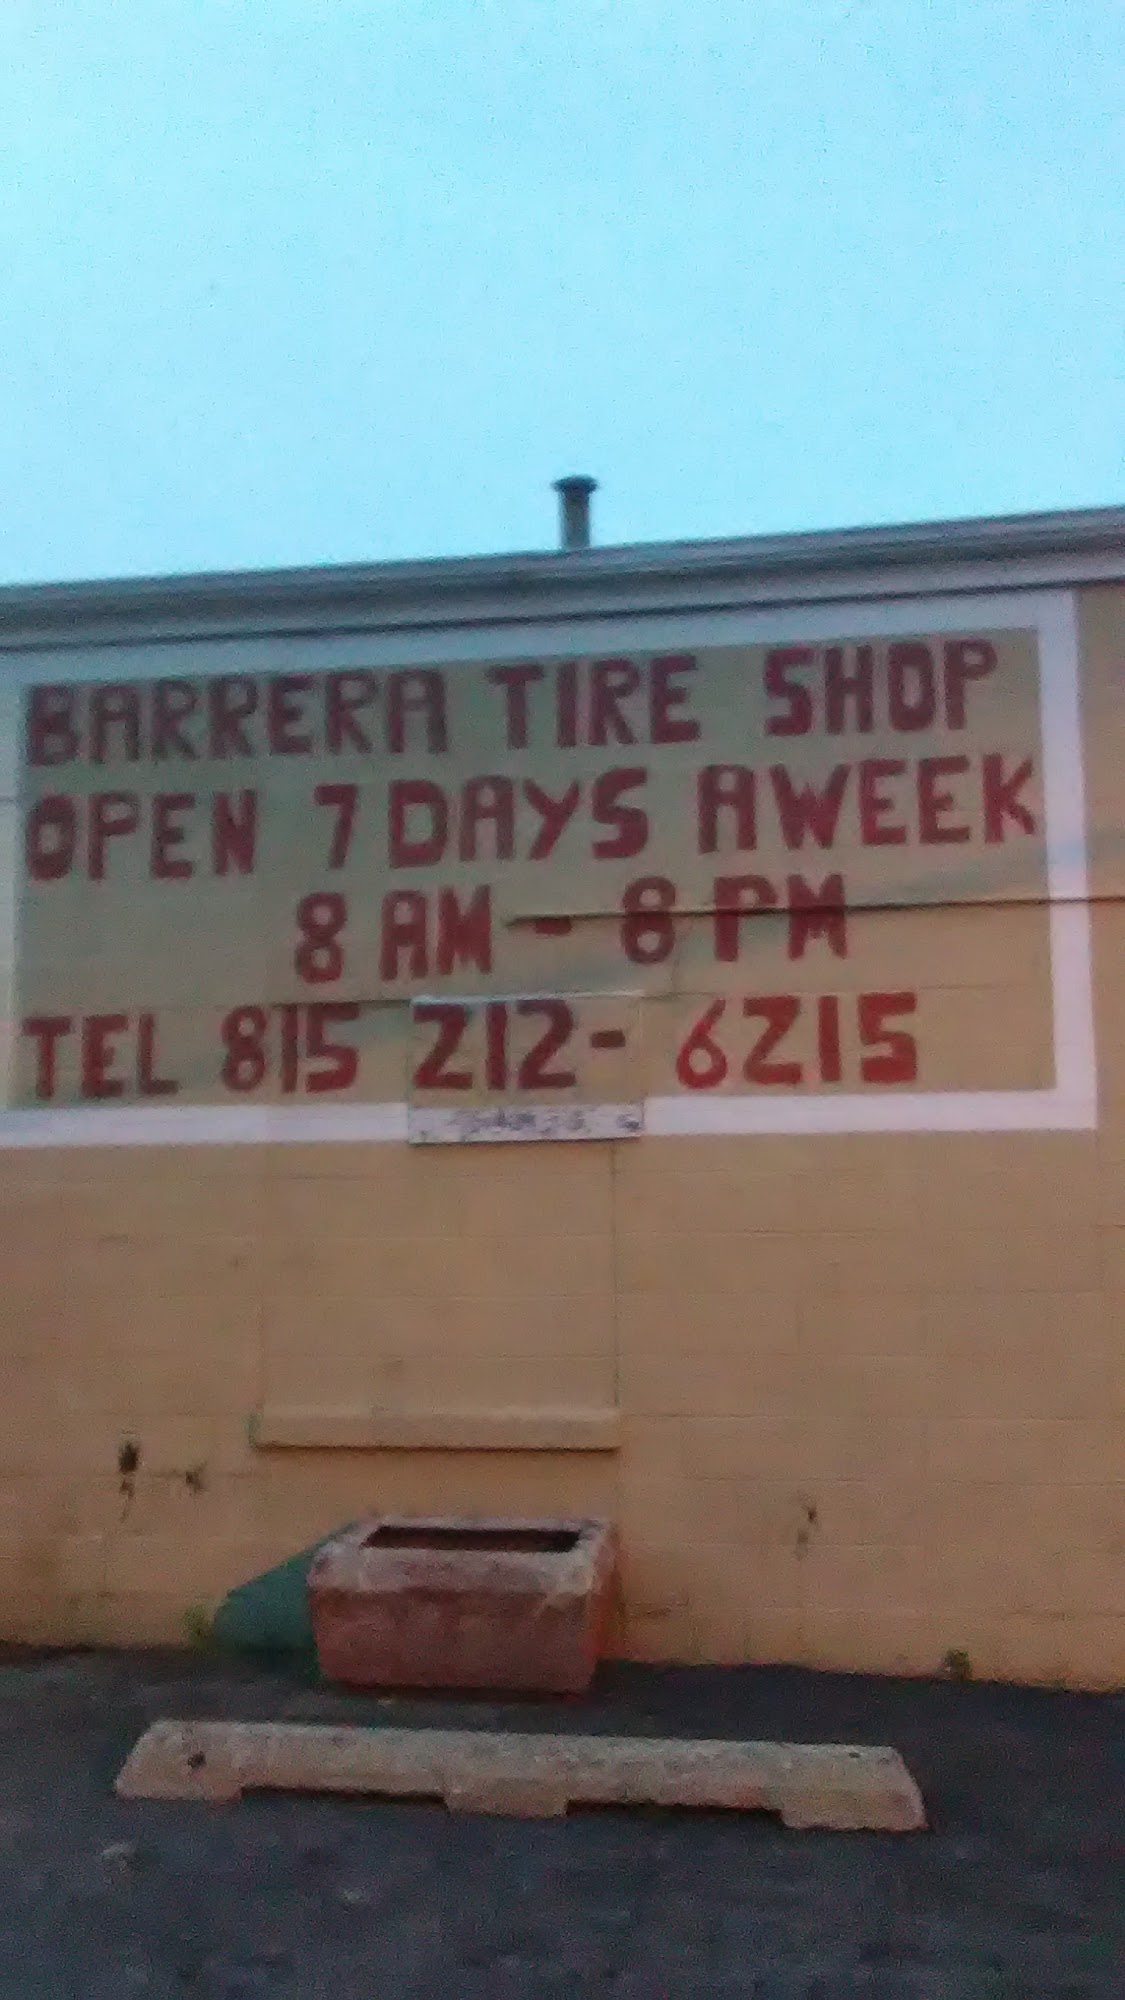 BARRERA TIRE SHOP
OPEN 7 DAYS AWEEK
8 AM - 8 PM
TEL 815 212- 6215